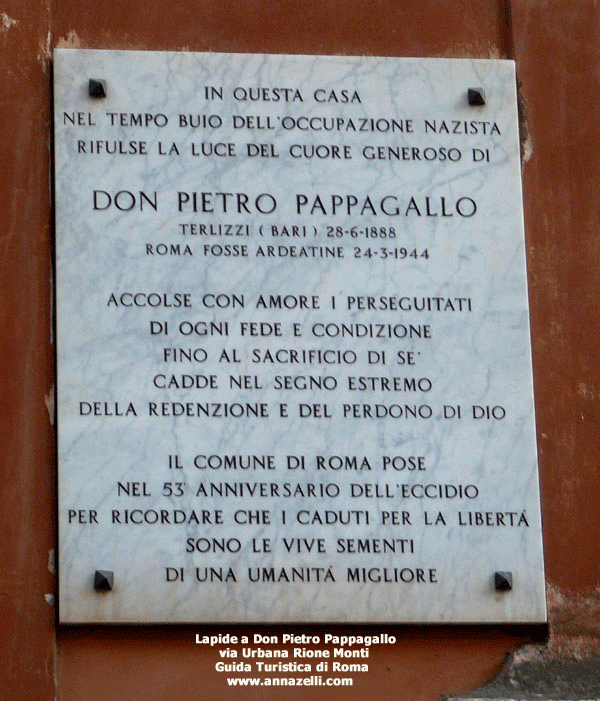 IN QUESTA CASA
NEL TEMPO BUIO DELL'OCCUPAZIONE NAZISTA
RIFULSE LA LUCE DEL CUORE GENEROSO DI
DON PIETRO PAPPAGALLO
TERLIZZI (BARI) 28-6-1888
ROMA FOSSE ARDEATINE 24-3-1944
ACCOLSE CON AMORE I PERSEGUITATI
DI OGNI FEDE E CONDIZIONE
FINO AL SACRIFICIO DI SE'
CADDE NEL SEGNO ESTREMO
DELLA REDENZIONE E DEL PERDONO DI DIO
IL COMUNE DI ROMA POSE
NEL 53° ANNIVERSARIO DELL'ECCIDIO
PER RICORDARE CHE I CADUTI PER LA LIBERTÀ
SONO LE VIVE SEMENTI
DI UNA UMANITÀ MIGLIORE
Lapide a Don Pietro Pappagallo
via Urbana Rione Monti
Guida Turistica di Roma
www.annazelli.com